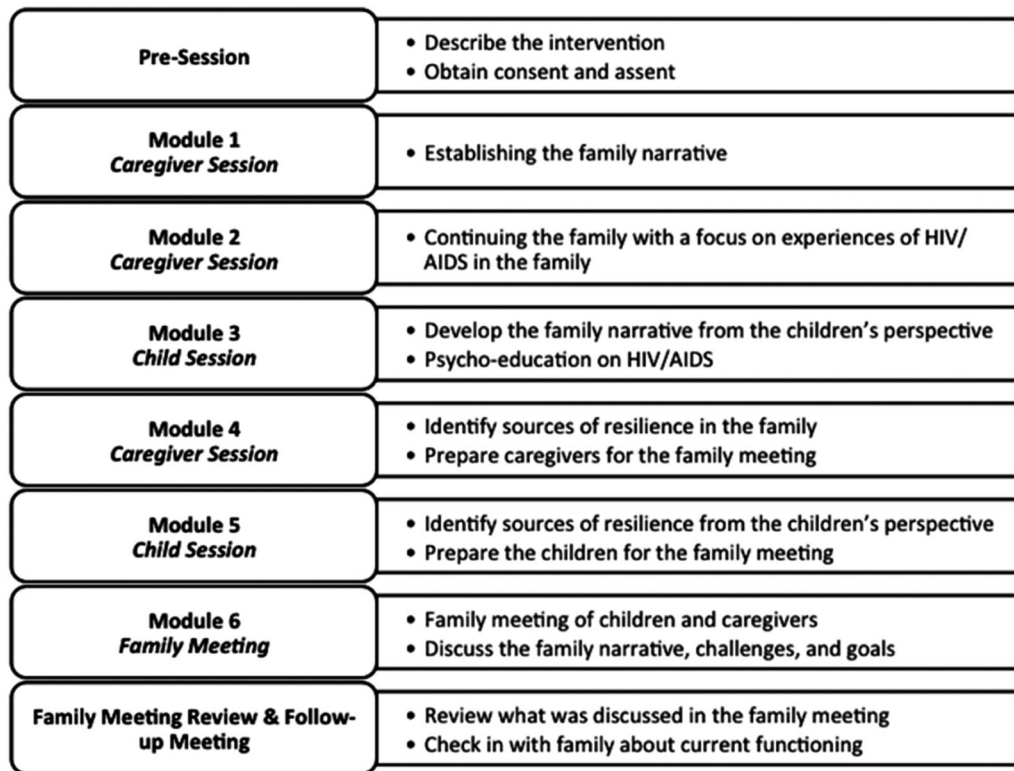 Pre-Session
• Describe the intervention
• Obtain consent and assent
Module 1
Caregiver Session
• Establishing the family narrative
Module 2
Caregiver Session
• Continuing the family with a focus on experiences of HIV/
AIDS in the family
Module 3
Child Session
• Develop the family narrative from the children's perspective
• Psycho-education on HIV/AIDS
Module 4
Caregiver Session
• Identify sources of resilience in the family
• Prepare caregivers for the family meeting
Module 5
Child Session
• Identify sources of resilience from the children's perspective
• Prepare the children for the family meeting
Module 6
Family Meeting
• Family meeting of children and caregivers
• Discuss the family narrative, challenges, and goals
Family Meeting Review & Follow-
up Meeting
• Review what was discussed in the family meeting
• Check in with family about current functioning